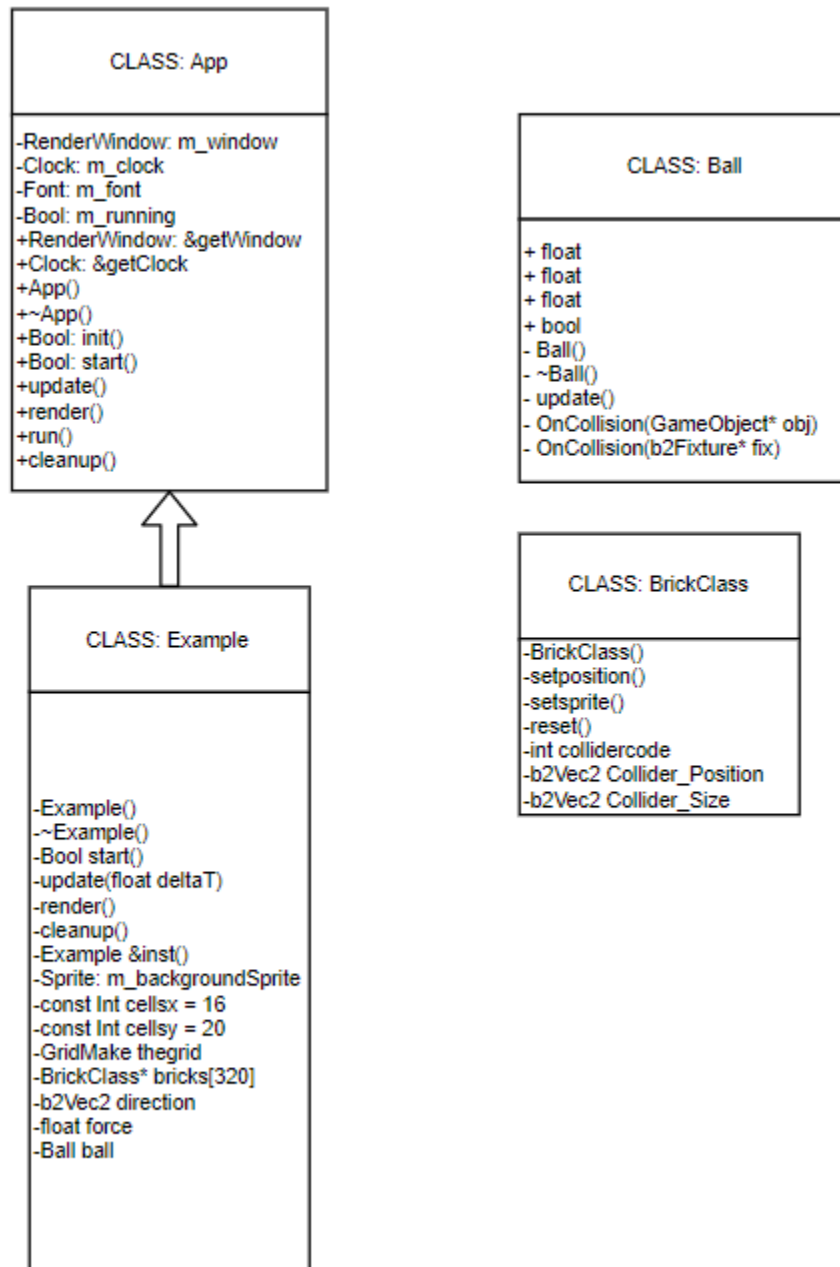 CLASS: App
-RenderWindow: m_window
-Clock: m_clock
-Font: m_font
-Bool: m_running
+RenderWindow: &getWindow
+Clock: &getClock
+App()
+~App()
+Bool: init()
+Bool: start()
+update()
+render()
+run()
+cleanup()
CLASS: Example
-Example()
-~Example()
-Bool start()
-update(float deltaT)
-render()
-cleanup()
-Example &inst()
-Sprite: m_backgroundSprite
-const Int cellsx = 16
-const Int cellsy = 20
-GridMake thegrid
-BrickClass* bricks[320]
-b2Vec2 direction
-float force
-Ball ball
CLASS: Ball
+ float
+ float
+ float
+ bool
- Ball()
- ~Ball()
- update()
- OnCollision(GameObject* obj)
- OnCollision(b2Fixture* fix)
CLASS: BrickClass
-BrickClass()
-setposition()
-setsprite()
-reset()
-int collidercode
-b2Vec2 Collider_Position
-b2Vec2 Collider_Size